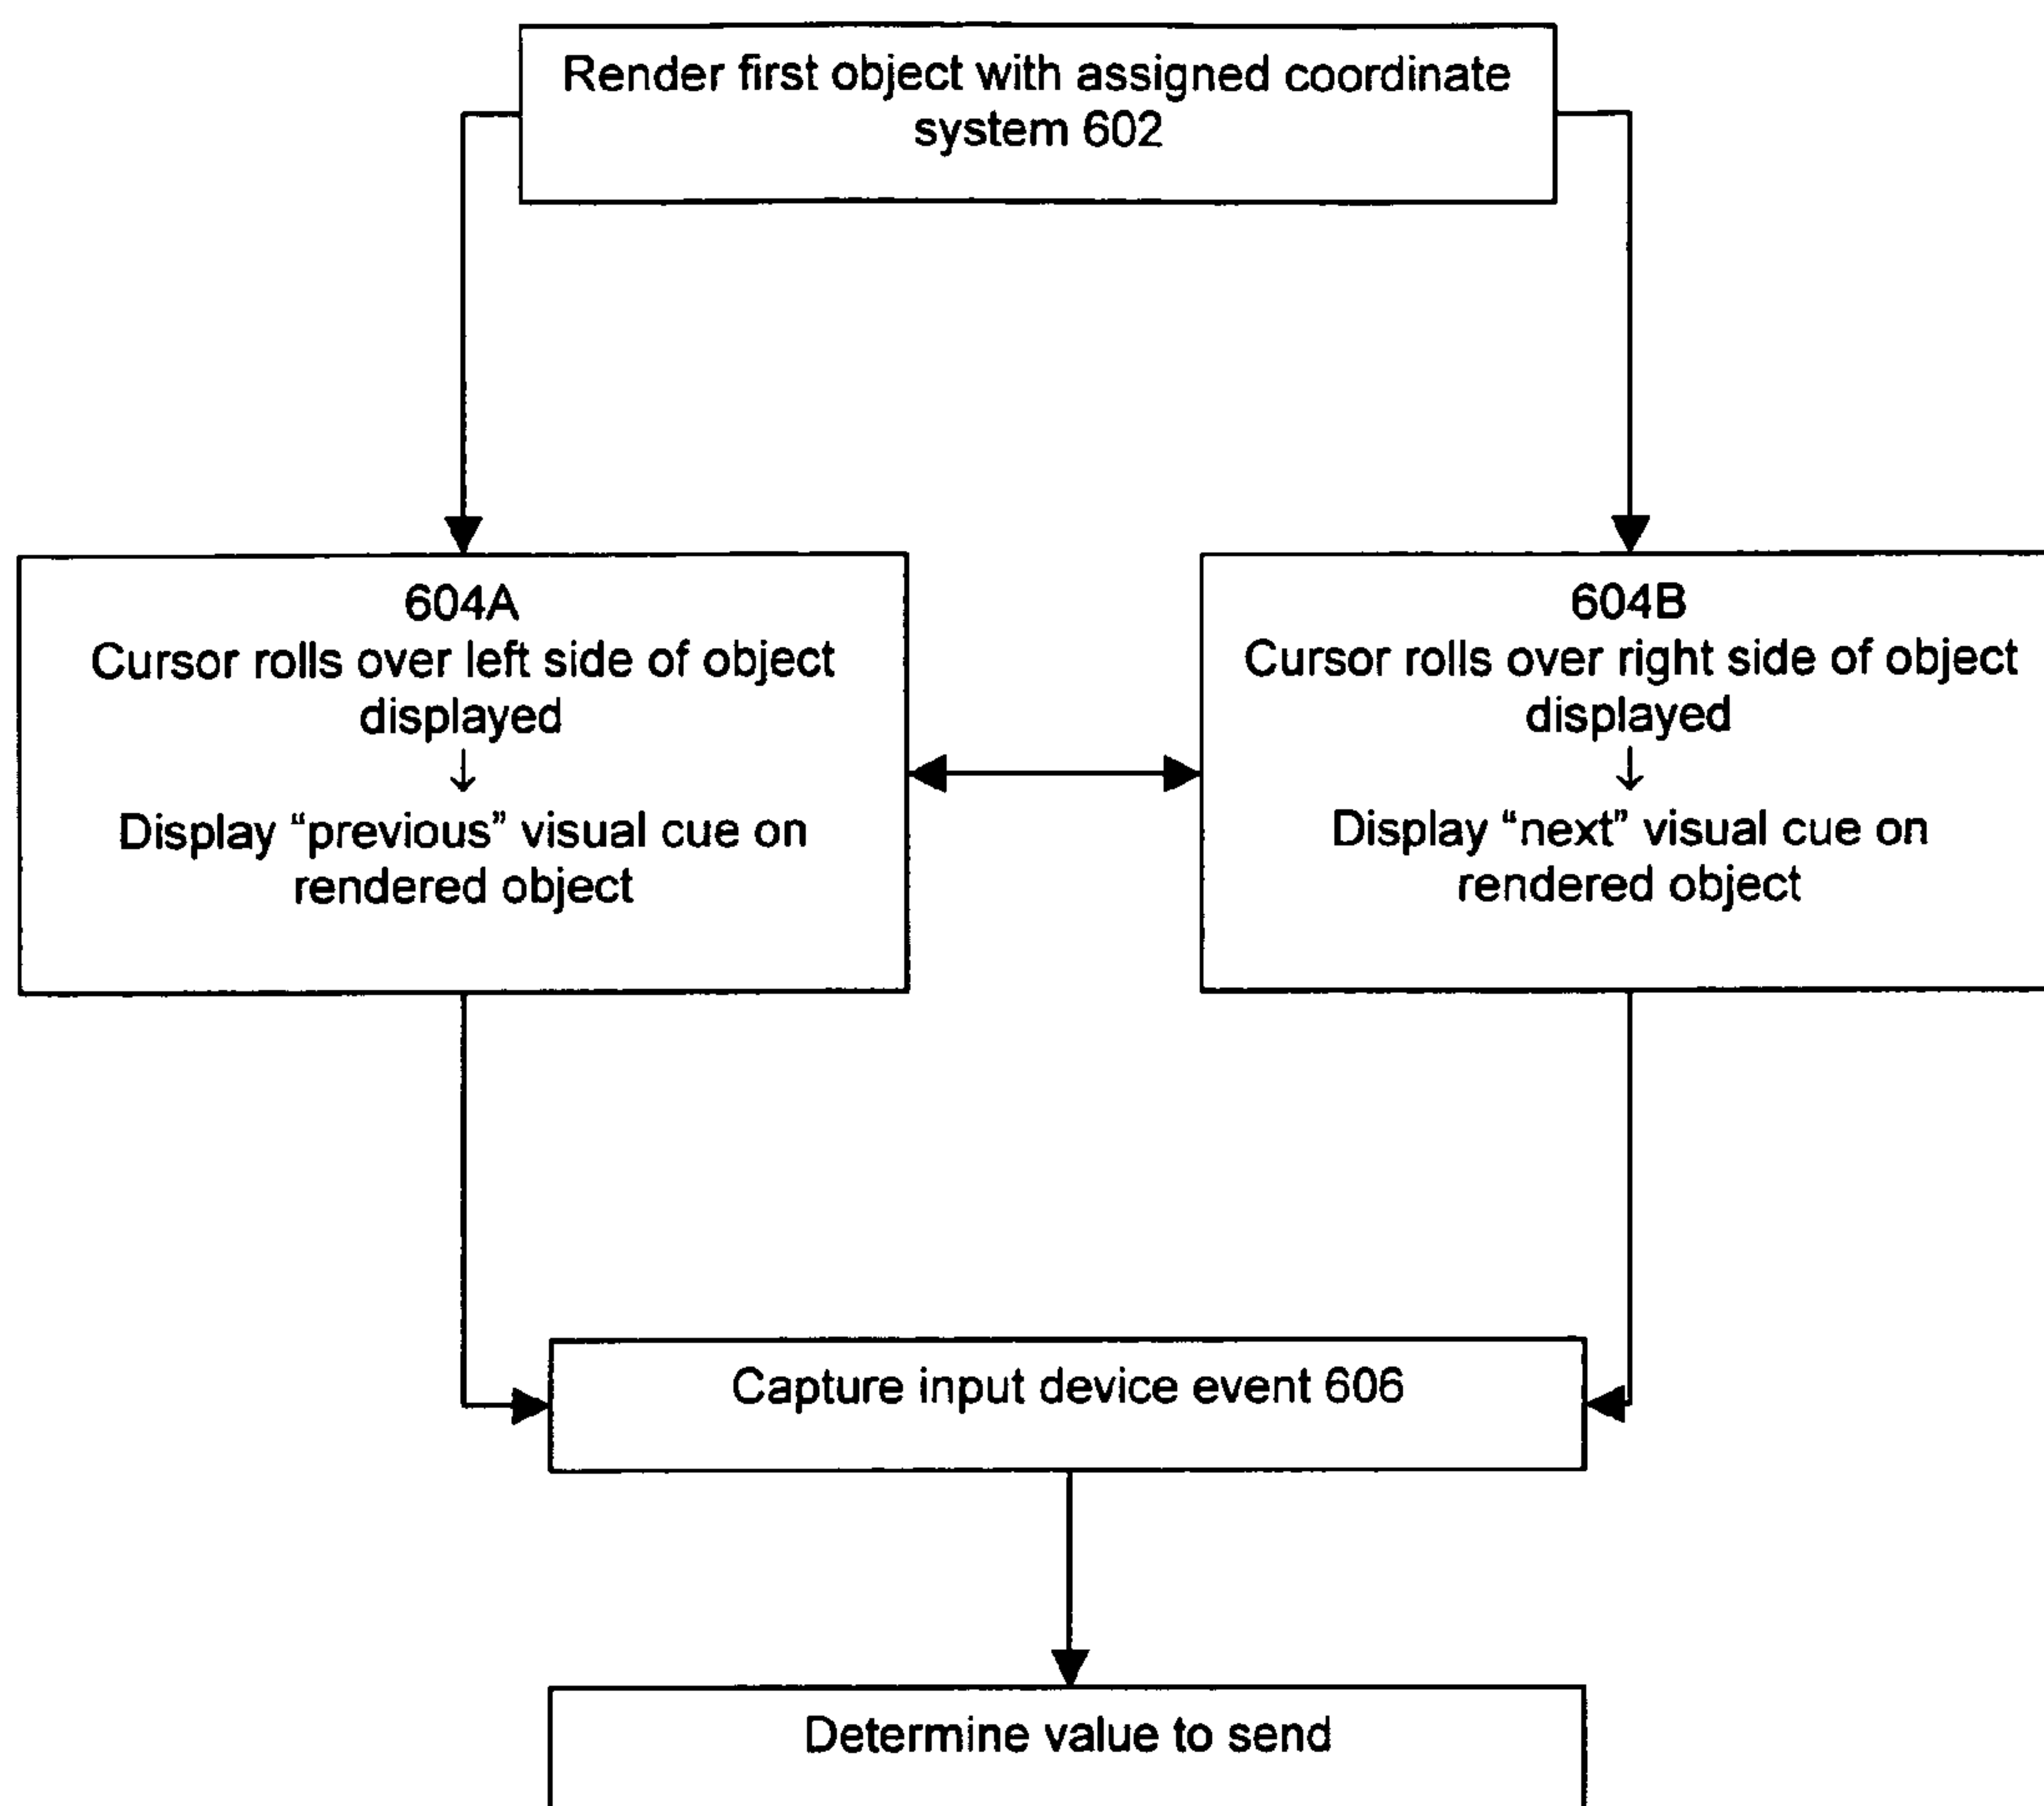 Render first object with assigned coordinate
system 602
604A
Cursor rolls over left side of object
displayed
↓
Display “previous” visual cue on
rendered object
604B
Cursor rolls over right side of object
displayed
↓
Display “next” visual cue on
rendered object
Capture input device event 606
Determine value to send